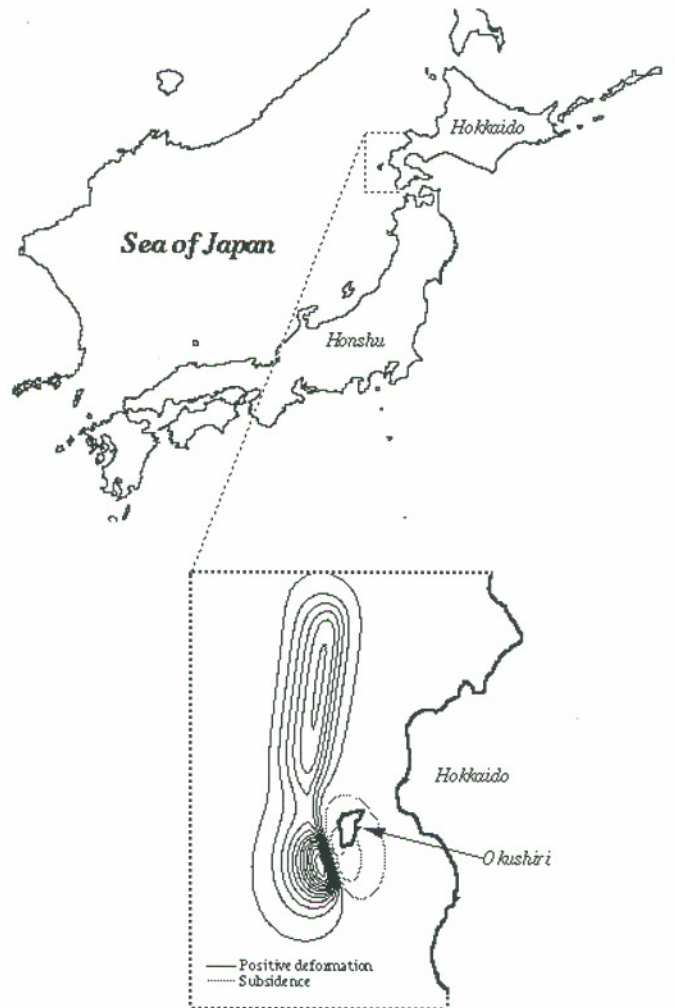 Hokkaido
Sea of Japan
Honshu
Hokkaido
Okushiri
Positive deformation
Subsidence